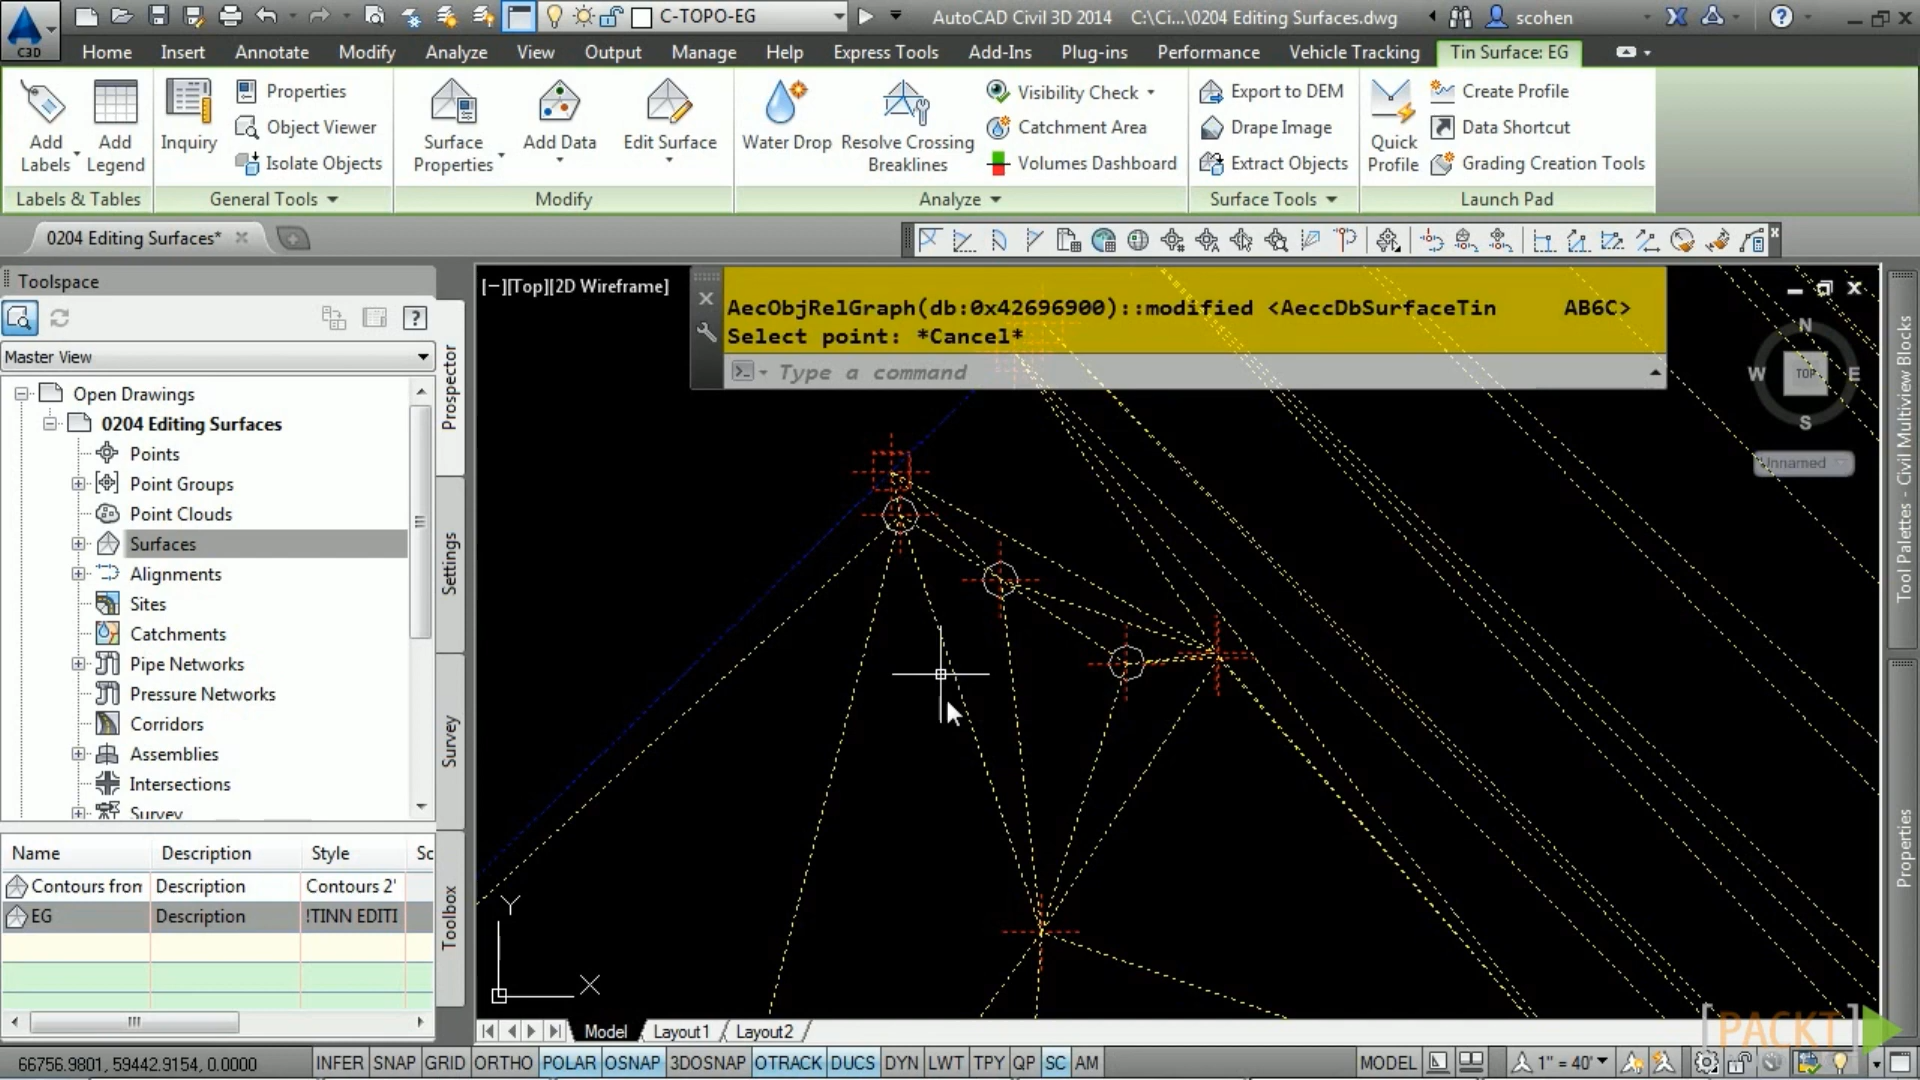 C-TOPO-EG AutoCAD Civil 3D 2014 C:\Ci...\0204 Editing Surfaces.dwg scohen
C3D
Home Insert Annotate Modify Analyze View Output Manage Help Express Tools Add-Ins Plug-ins Performance Vehicle Tracking Tin Surface: EG
Add Labels
Add Legend
Labels & Tables
Inquiry
Properties
Object Viewer
Isolate Objects
General Tools
Surface Properties
Add Data
Edit Surface
Modify
Water Drop
Resolve Crossing Breaklines
Visibility Check
Catchment Area
Volumes Dashboard
Analyze
Export to DEM
Drape Image
Extract Objects
Surface Tools
Quick Profile
Create Profile
Data Shortcut
Grading Creation Tools
Launch Pad
0204 Editing Surfaces*
Toolspace
Master View
Open Drawings
0204 Editing Surfaces
Points
Point Groups
Point Clouds
Surfaces
Alignments
Sites
Catchments
Pipe Networks
Pressure Networks
Corridors
Assemblies
Intersections
Survey
Prospector
Settings
Survey
Toolbox
Name Description Style Sc
Contours fron Description Contours 2'
EG Description !TINN EDITI
[−][Top][2D Wireframe]
AecObjRelGraph(db:0x42696900)::modified <AeccDbSurfaceTin AB6C>
Select point: *Cancel*
Type a command
N
W TOP E
S
Unnamed
Y
X
Tool Palettes - Civil Multiview Blocks
Properties
PACKT
Model Layout1 Layout2
66756.9801, 59442.9154, 0.0000 INFER SNAP GRID ORTHO POLAR OSNAP 3DOSNAP OTRACK DUCS DYN LWT TPY QP SC AM MODEL 1" = 40'